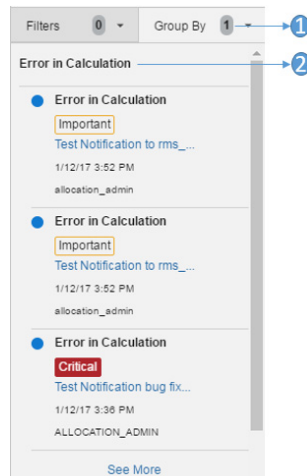 Filters 0 Group By 1 1
Error in Calculation 2
Error in Calculation
Important
Test Notification to rms_...
1/12/17 3:52 PM
allocation_admin
Error in Calculation
Important
Test Notification to rms_...
1/12/17 3:52 PM
allocation_admin
Error in Calculation
Critical
Test Notification bug fix...
1/12/17 3:36 PM
ALLOCATION_ADMIN
See More